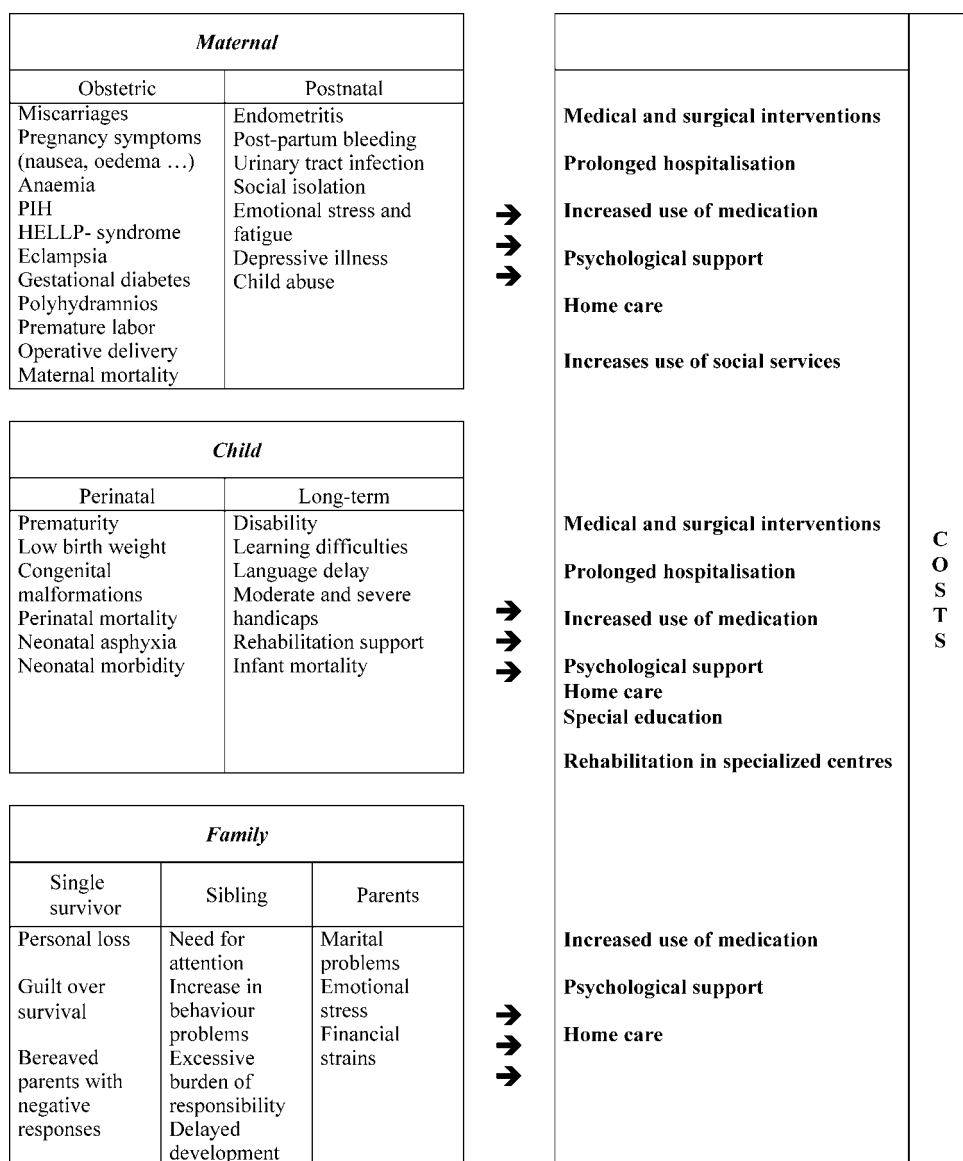 Maternal
Obstetric
Postnatal
Miscarriages
Pregnancy symptoms
(nausea, oedema …)
Anaemia
PIH
HELLP- syndrome
Eclampsia
Gestational diabetes
Polyhydramnios
Premature labor
Operative delivery
Maternal mortality
Endometritis
Post-partum bleeding
Urinary tract infection
Social isolation
Emotional stress and
fatigue
Depressive illness
Child abuse
Medical and surgical interventions
Prolonged hospitalisation
Increased use of medication
Psychological support
Home care
Increases use of social services
Child
Perinatal
Long-term
Prematurity
Low birth weight
Congenital
malformations
Perinatal mortality
Neonatal asphyxia
Neonatal morbidity
Disability
Learning difficulties
Language delay
Moderate and severe
handicaps
Rehabilitation support
Infant mortality
Medical and surgical interventions
Prolonged hospitalisation
Increased use of medication
Psychological support
Home care
Special education
Rehabilitation in specialized centres
Family
Single
survivor
Sibling
Parents
Personal loss
Guilt over
survival
Bereaved
parents with
negative
responses
Need for
attention
Increase in
behaviour
problems
Excessive
burden of
responsibility
Delayed
development
Marital
problems
Emotional
stress
Financial
strains
Increased use of medication
Psychological support
Home care
C
O
S
T
S